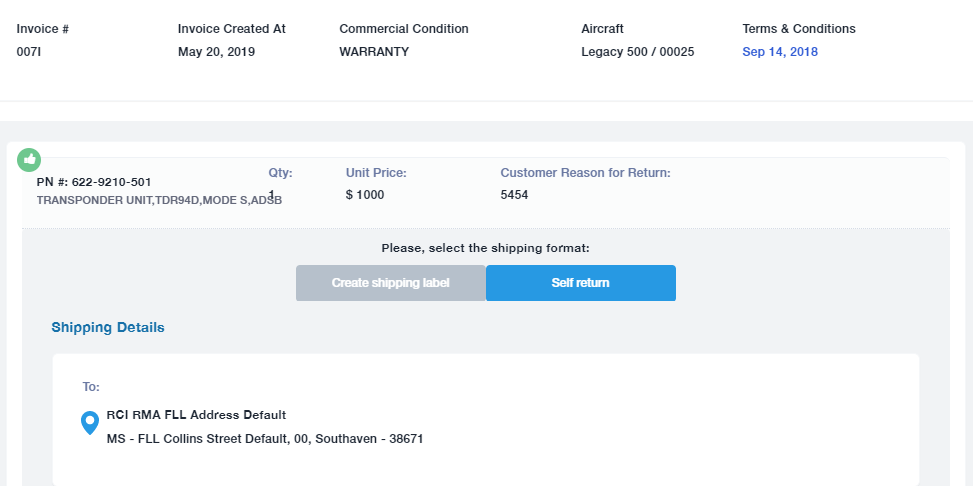 Invoice # Invoice Created At Commercial Condition Aircraft Terms & Conditions
007I May 20, 2019 WARRANTY Legacy 500 / 00025 Sep 14, 2018
Qty: Unit Price: Customer Reason for Return:
PN #: 622-9210-501
1 $ 1000 5454
TRANSPONDER UNIT,TDR94D,MODE S,ADSB
Please, select the shipping format:
Create shipping label Self return
Shipping Details
To:
RCI RMA FLL Address Default
MS - FLL Collins Street Default, 00, Southaven - 38671